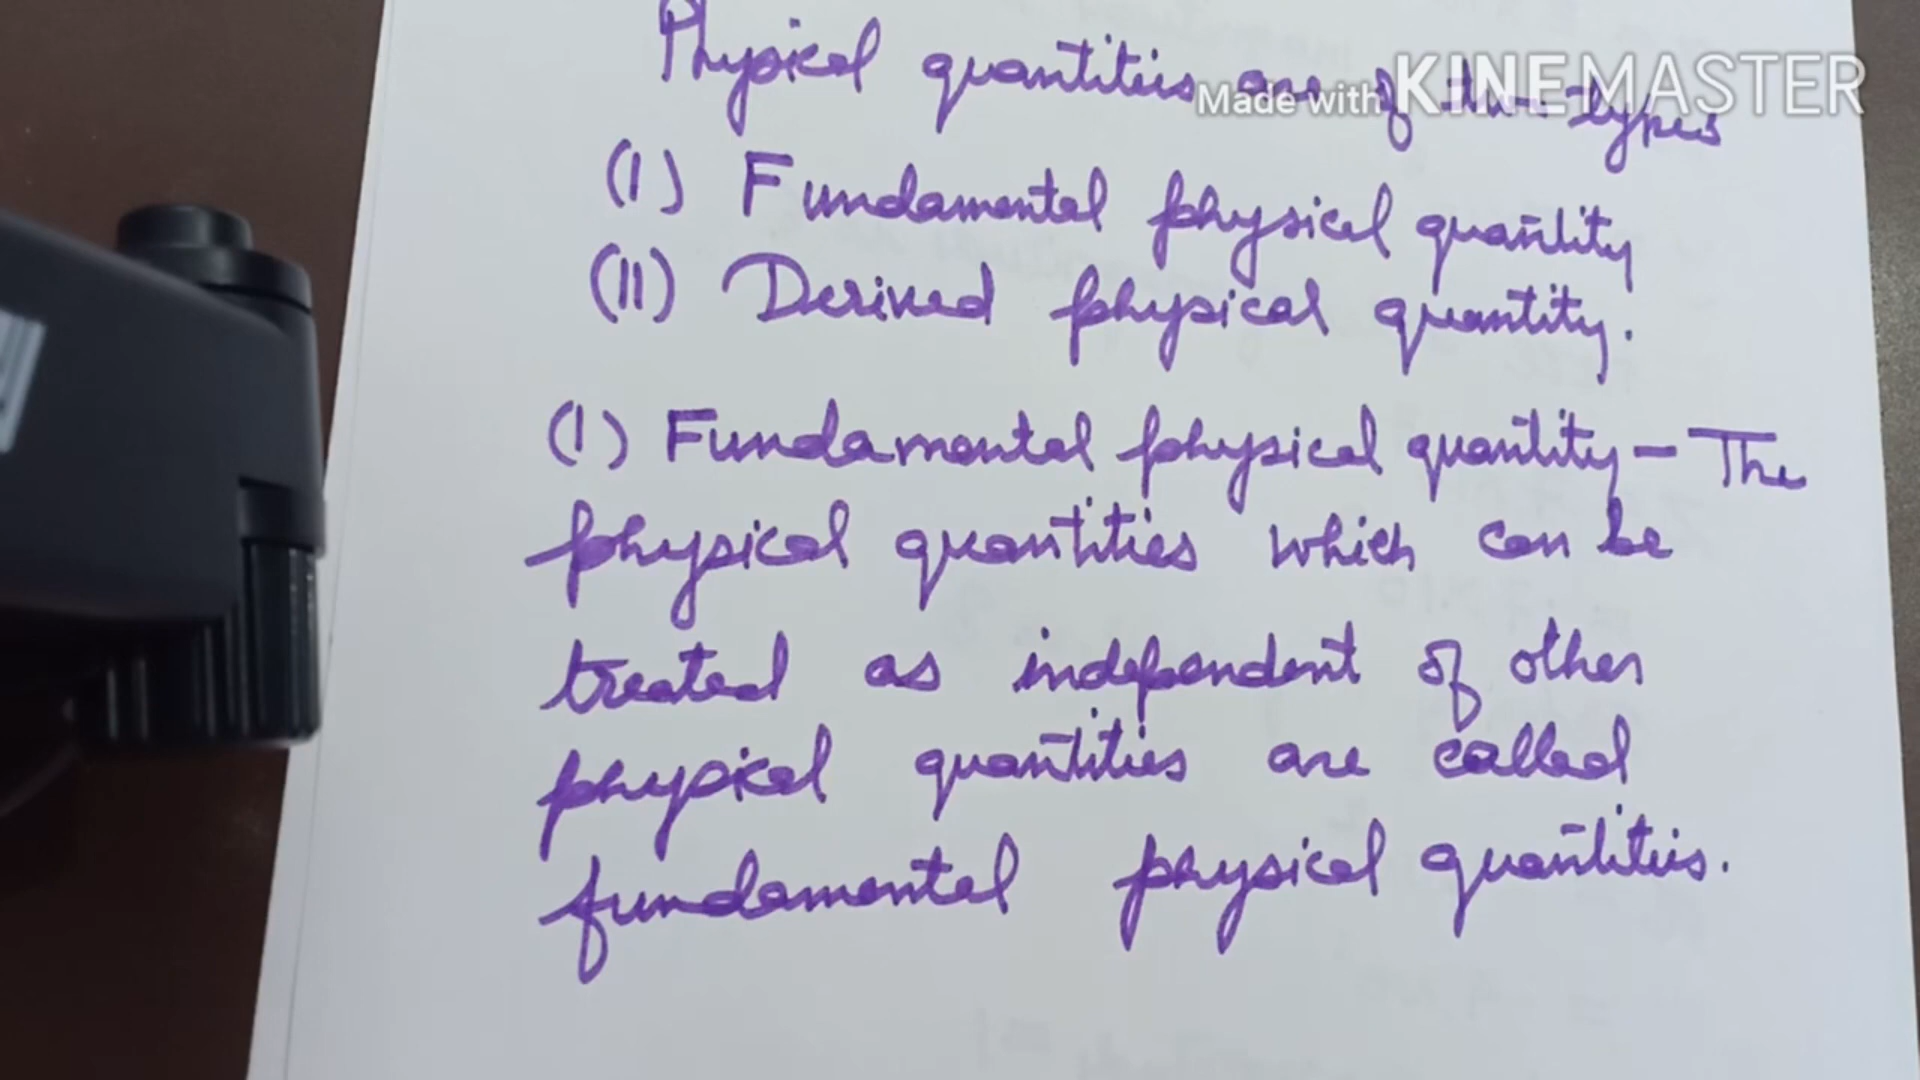 Physical quantities are of two types
Made with KINEMASTER
(I) Fundamental physical quantity
(II) Derived physical quantity.
(I) Fundamental physical quantity - The
physical quantities which can be
treated as independent of other
physical quantities are called
fundamental physical quantities.